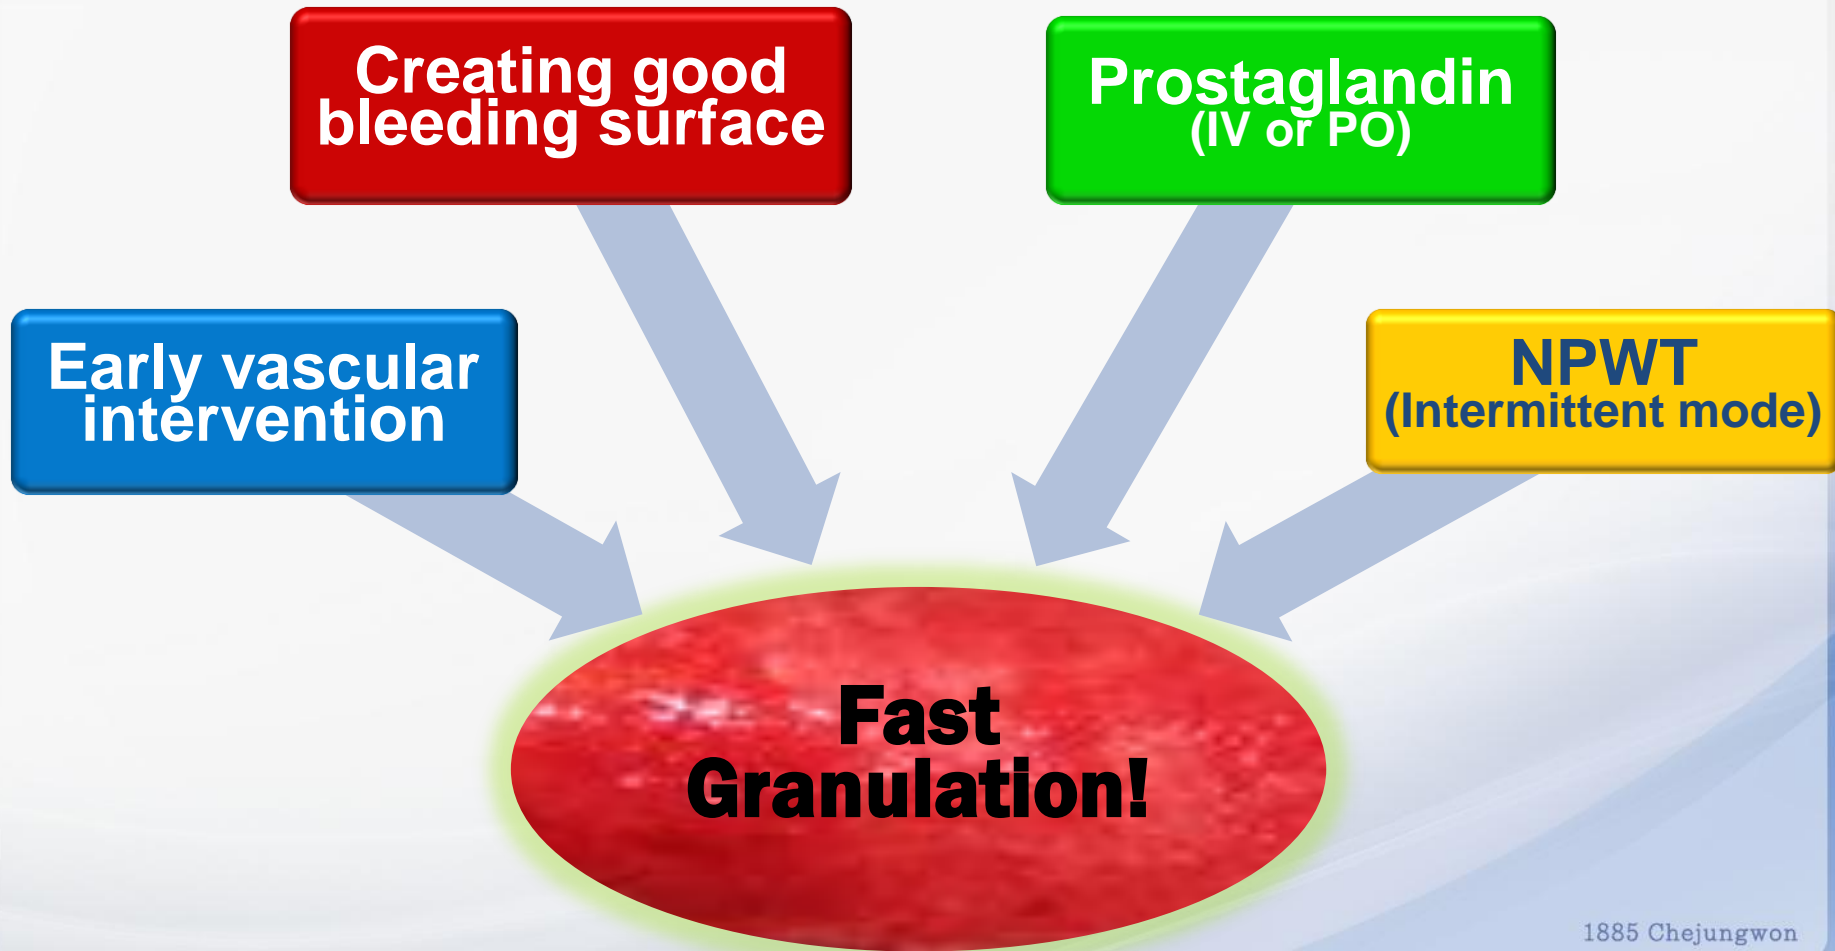 Creating good
bleeding surface
Prostaglandin
(IV or PO)
Early vascular
intervention
NPWT
(Intermittent mode)
Fast
Granulation!
1885 Chejungwon